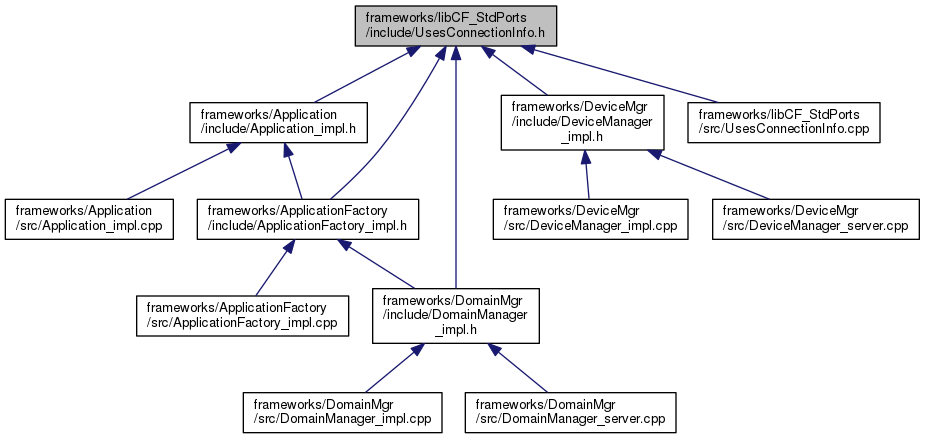 frameworks/libCF_StdPorts
/include/UsesConnectionInfo.h
frameworks/Application
/include/Application_impl.h
frameworks/DeviceMgr
/include/DeviceManager
_impl.h
frameworks/libCF_StdPorts
/src/UsesConnectionInfo.cpp
frameworks/Application
/src/Application_impl.cpp
frameworks/ApplicationFactory
/include/ApplicationFactory_impl.h
frameworks/DeviceMgr
/src/DeviceManager_impl.cpp
frameworks/DeviceMgr
/src/DeviceManager_server.cpp
frameworks/ApplicationFactory
/src/ApplicationFactory_impl.cpp
frameworks/DomainMgr
/include/DomainManager
_impl.h
frameworks/DomainMgr
/src/DomainManager_impl.cpp
frameworks/DomainMgr
/src/DomainManager_server.cpp